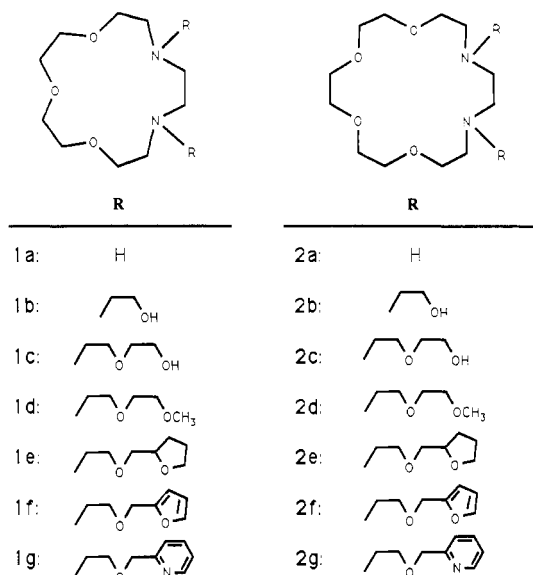 R
O N
O
N
O R
R
O
O N
O N
O
R
R
R
1a: H
2a: H
1b: OH
2b: OH
1c: O OH
2c: O OH
1d: O OCH3
2d: O OCH3
1e: O O
2e: O O
1f: O O
2f: O O
1g: O N
2g: O N